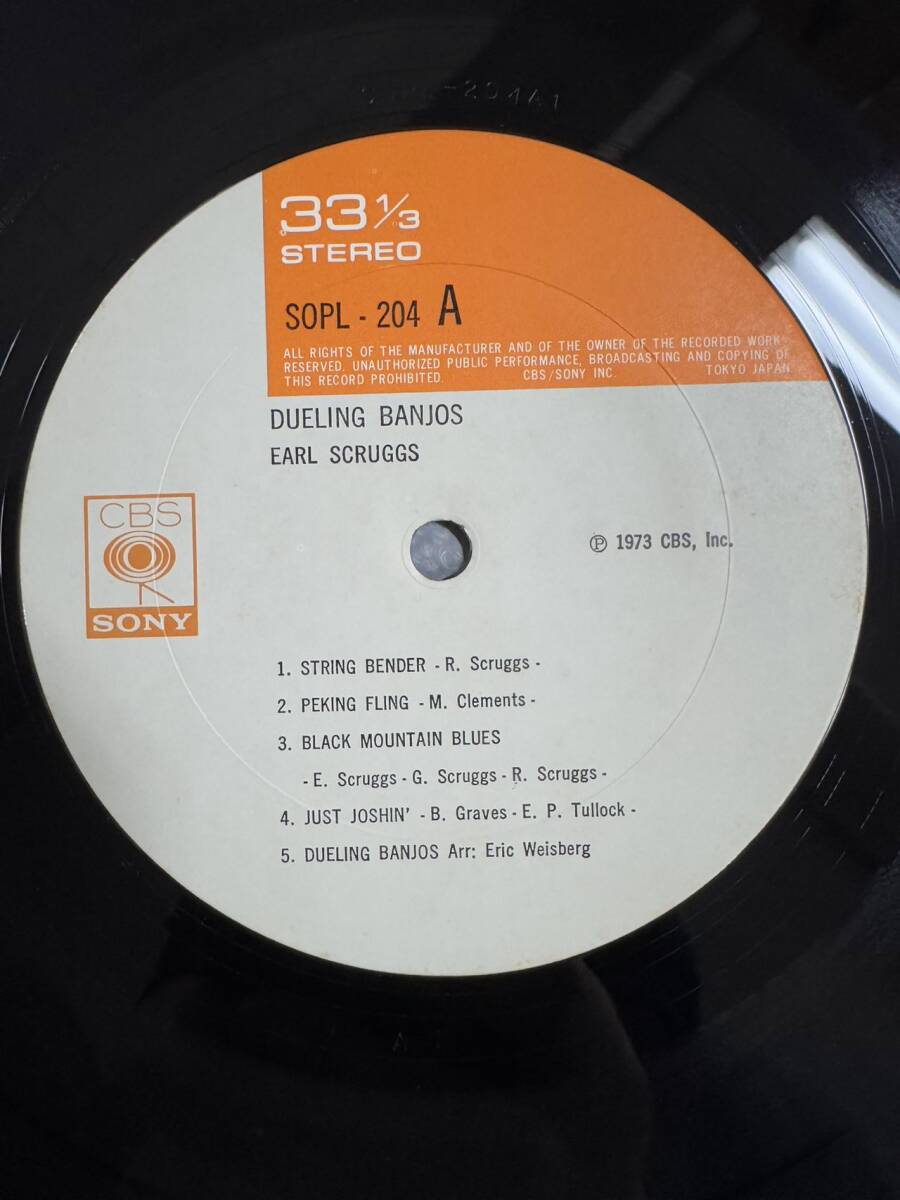 33 1/3
STEREO
SOPL - 204 A
ALL RIGHTS OF THE MANUFACTURER AND OF THE OWNER OF THE RECORDED WORK
RESERVED. UNAUTHORIZED PUBLIC PERFORMANCE, BROADCASTING AND COPYING OF
THIS RECORD PROHIBITED. CBS/SONY INC. TOKYO JAPAN
DUELING BANJOS
EARL SCRUGGS
CBS
SONY
℗ 1973 CBS, Inc.
1. STRING BENDER - R. Scruggs -
2. PEKING FLING - M. Clements -
3. BLACK MOUNTAIN BLUES
- E. Scruggs - G. Scruggs - R. Scruggs -
4. JUST JOSHIN' - B. Graves - E. P. Tullock -
5. DUELING BANJOS Arr: Eric Weisberg
A